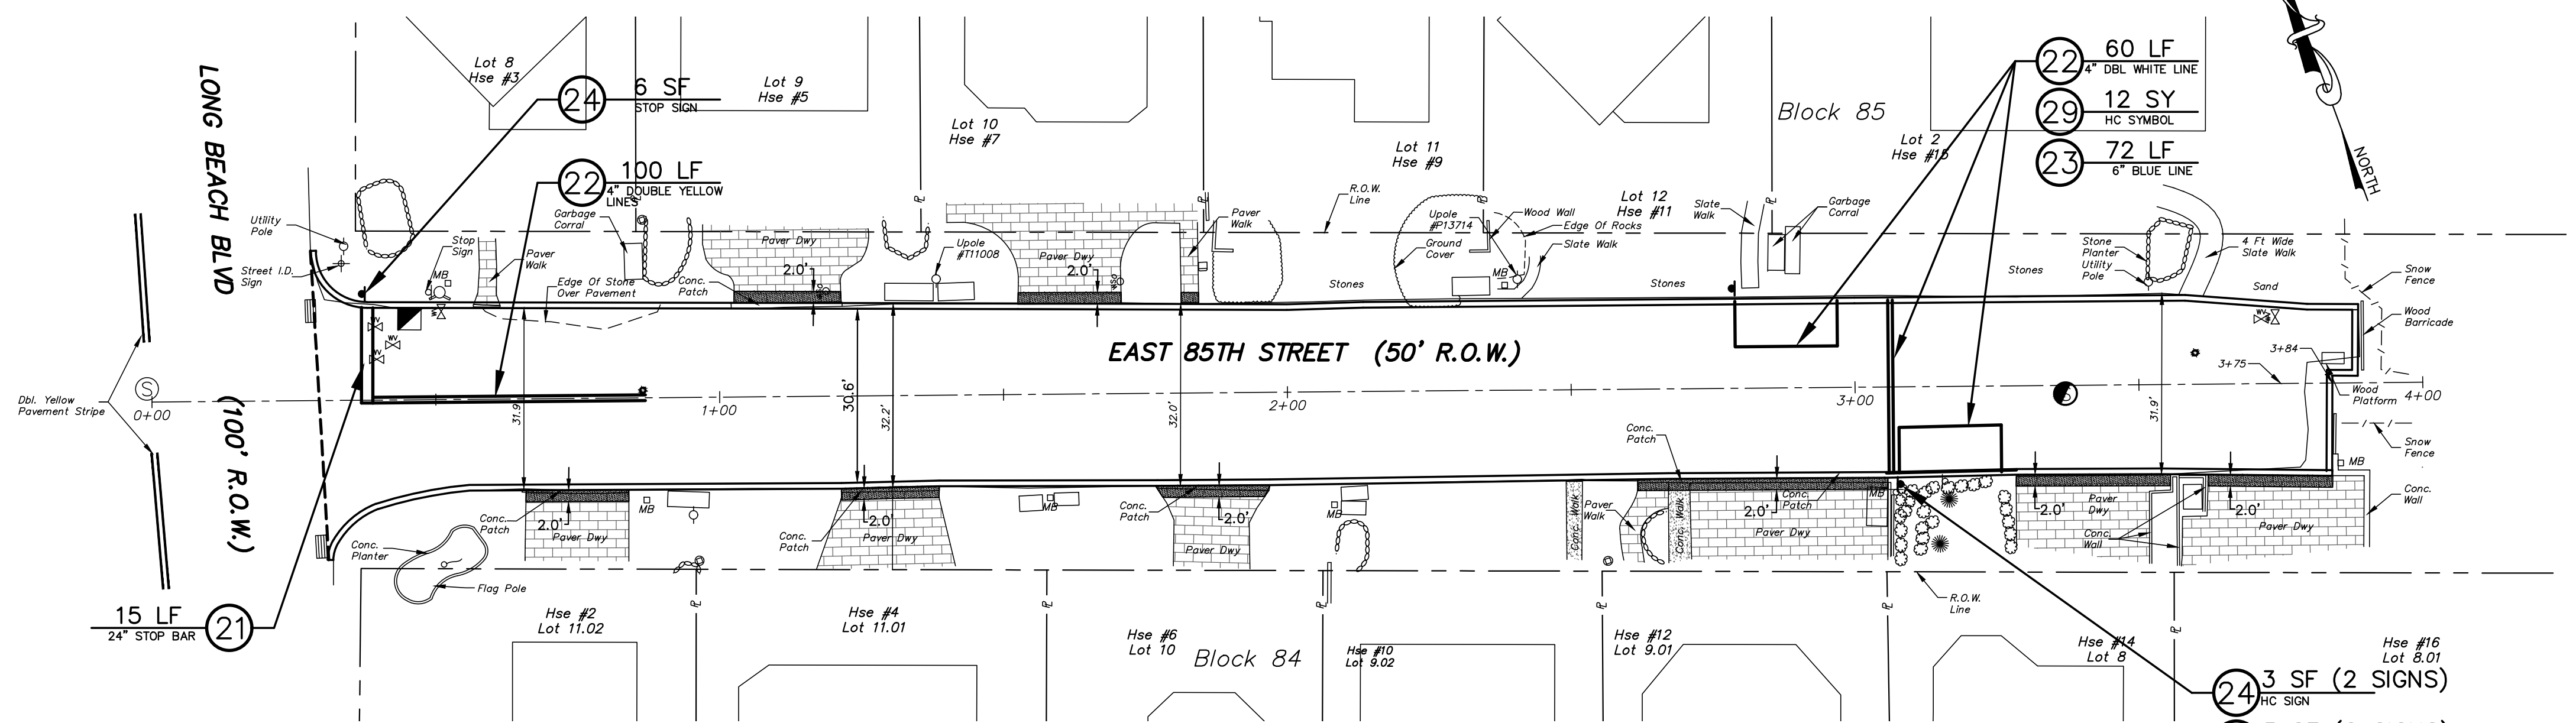 Lot 8
Hse #3
24
6 SF
STOP SIGN
Lot 9
Hse #5
Lot 10
Hse #7
Lot 11
Hse #9
Block 85
Lot 2
Hse #15
22
60 LF
4" DBL WHITE LINE
29
12 SY
HC SYMBOL
23
72 LF
6" BLUE LINE
NORTH
LONG BEACH BLVD
(100' R.O.W.)
22
100 LF
4" DOUBLE YELLOW
LINES
Utility
Pole
Street I.D.
Sign
Stop
Sign
MB
Paver
Walk
Garbage
Corral
Edge Of Stone
Over Pavement
Conc.
Patch
Paver Dwy
2.0'
Upole
#T11008
Paver Dwy
2.0'
Paver
Walk
R.O.W.
Line
Stones
Ground
Cover
Upole
#P13714
MB
Wood Wall
Edge Of Rocks
Slate Walk
Lot 12
Hse #11
Stones
Slate
Walk
Garbage
Corral
Stones
Stone
Planter
Utility
Pole
4 Ft Wide
Slate Walk
Sand
Snow
Fence
Wood
Barricade
WV
WV
WV
WV
EAST 85TH STREET (50' R.O.W.)
3+84
3+75
Dbl. Yellow
Pavement Stripe
S
0+00
1+00
2+00
3+00
4+00
31.9'
30.6'
32.2'
32.0'
31.9'
S
Wood
Platform
Snow
Fence
MB
Conc.
Wall
Conc.
Patch
Conc.
Planter
Flag Pole
Conc.
Patch
2.0'
Paver Dwy
MB
Conc.
Patch
2.0'
Paver Dwy
MB
Conc.
Patch
2.0'
Paver Dwy
MB
Conc. Walk
Paver
Walk
Conc. Walk
2.0'
Conc.
Patch
Paver Dwy
MB
2.0'
Paver
Dwy
Conc.
Wall
2.0'
Paver Dwy
R.O.W.
Line
15 LF
24" STOP BAR
21
Hse #2
Lot 11.02
Hse #4
Lot 11.01
Hse #6
Lot 10
Block 84
Hse #10
Lot 9.02
Hse #12
Lot 9.01
Hse #14
Lot 8
Hse #16
Lot 8.01
24
3 SF (2 SIGNS)
HC SIGN